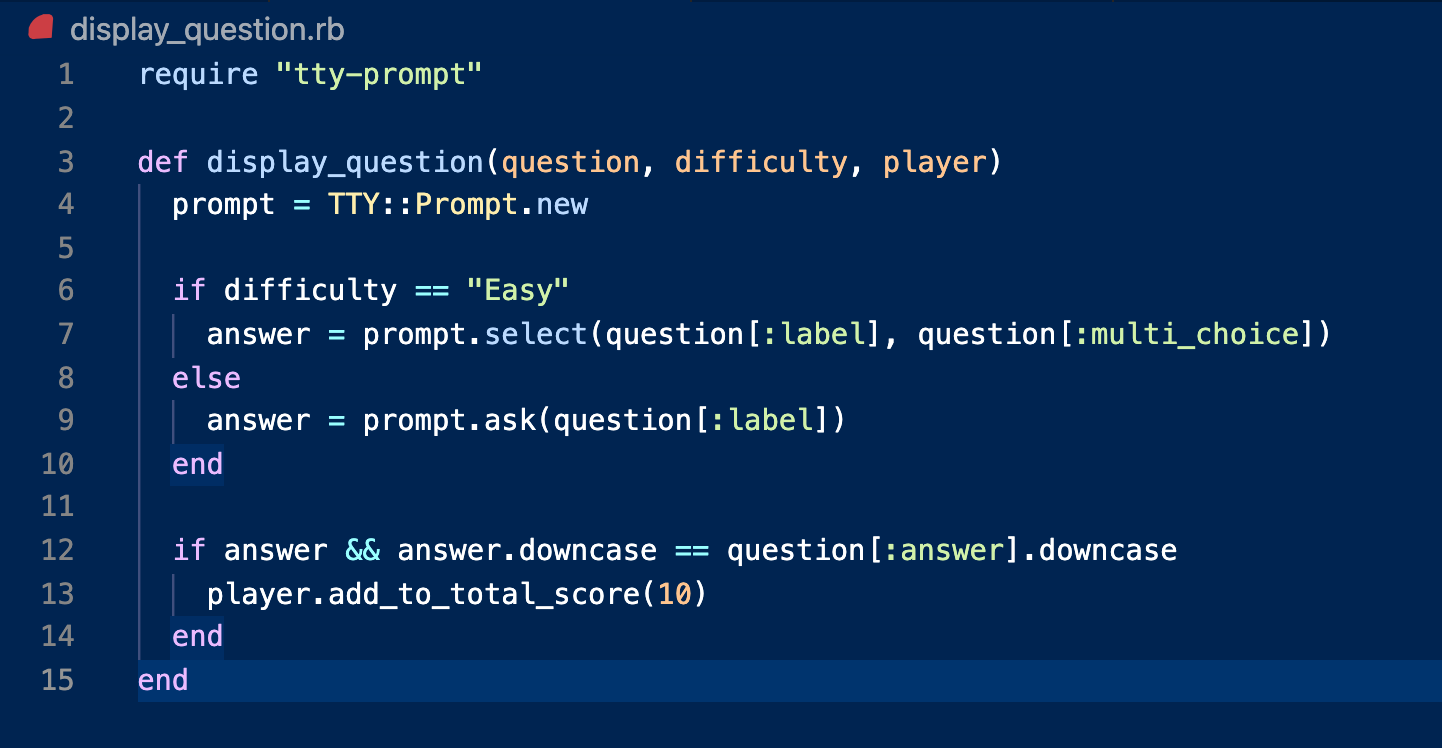 display_question.rb
1 require "tty-prompt"
2
3 def display_question(question, difficulty, player)
4   prompt = TTY::Prompt.new
5
6   if difficulty == "Easy"
7     answer = prompt.select(question[:label], question[:multi_choice])
8   else
9     answer = prompt.ask(question[:label])
10   end
11
12   if answer && answer.downcase == question[:answer].downcase
13     player.add_to_total_score(10)
14   end
15 end